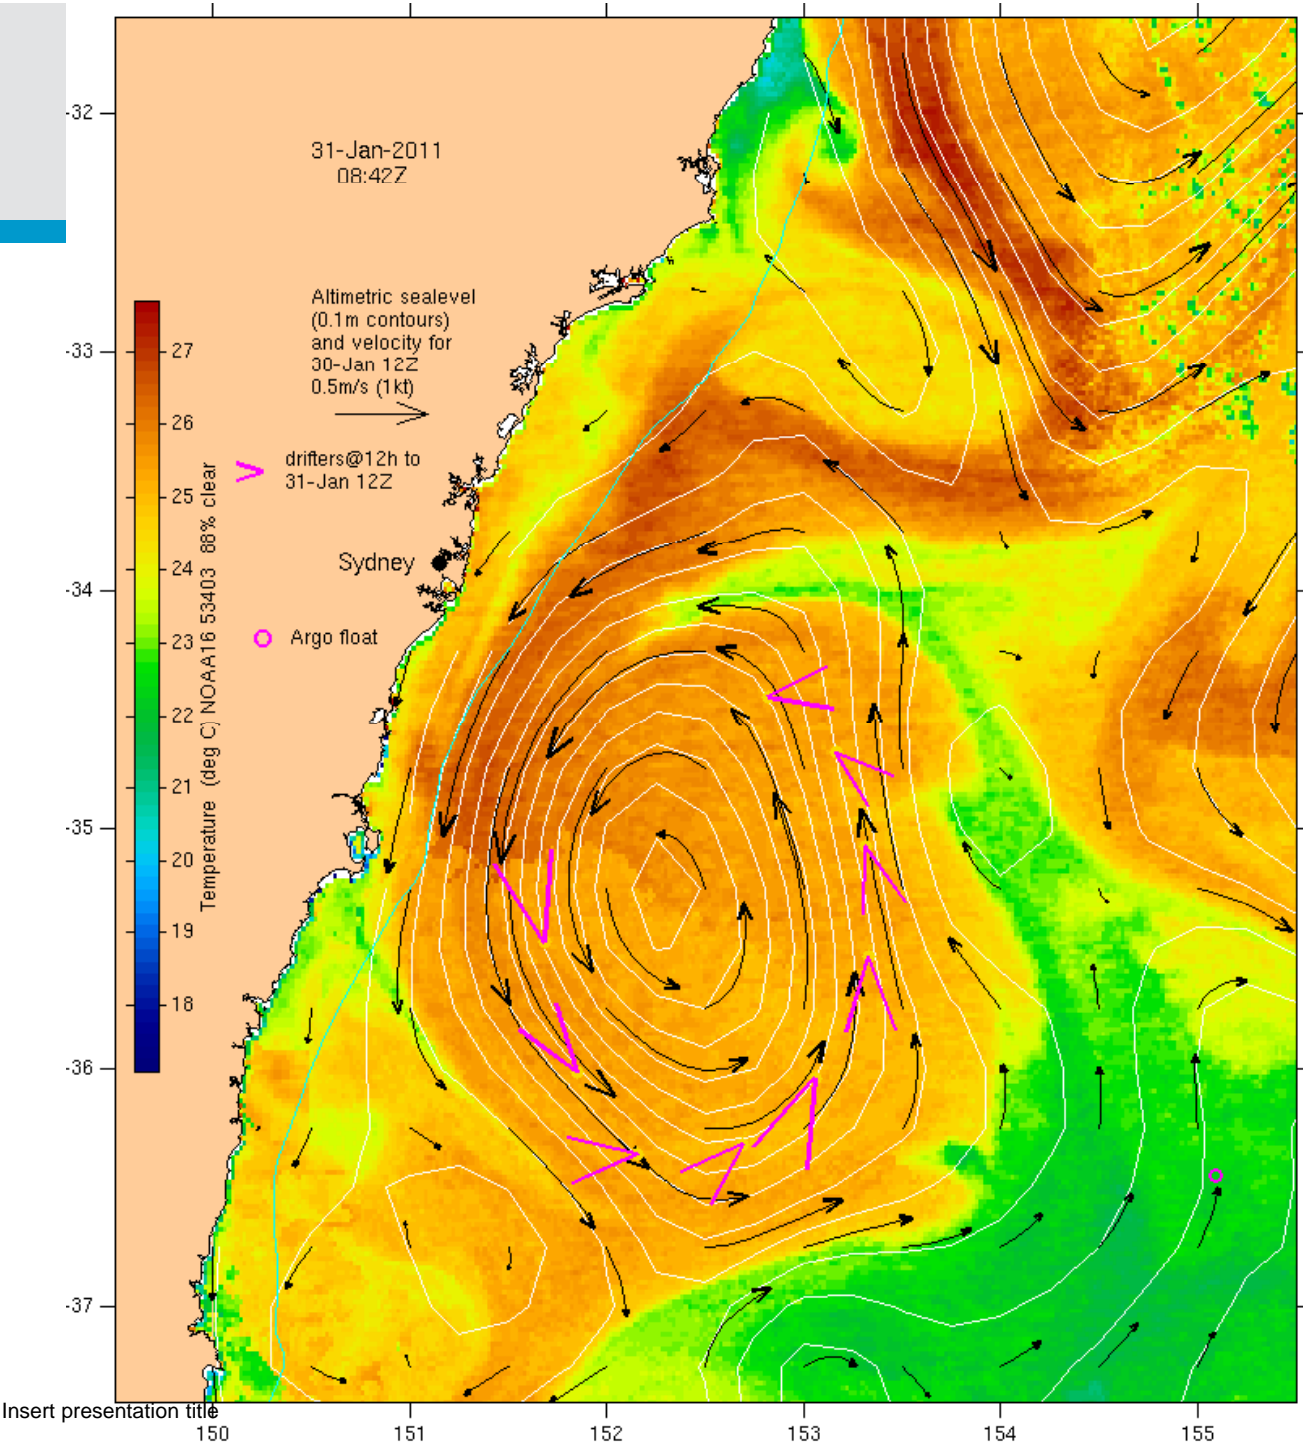 -32
31-Jan-2011
08:42Z
Altimetric sealevel
(0.1m contours)
and velocity for
30-Jan 12Z
0.5m/s (1kt)
-33
27
26
drifters@12h to
31-Jan 12Z
25
Sydney
24
-34
Argo float
23
22
21
-35
20
19
18
Temperature (deg C) NOAA16 53403 88% clear
-36
-37
Insert presentation title
150 151 152 153 154 155